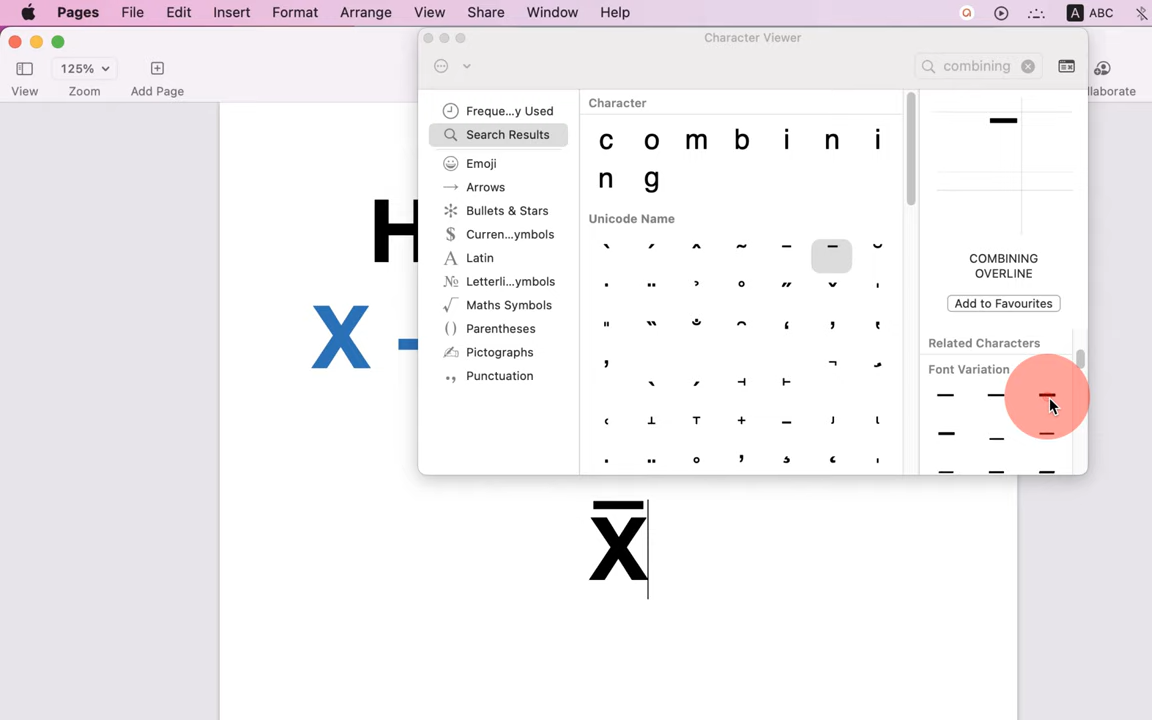 Pages File Edit Insert Format Arrange View Share Window Help A ABC
Character Viewer
125%
combining
View Zoom Add Page
laborate
Freque...y Used
Search Results
Emoji
Arrows
Bullets & Stars
Curren...ymbols
Latin
Letterli...ymbols
Maths Symbols
Parentheses
Pictographs
Punctuation
Character
c o m b i n i
n g
Unicode Name
COMBINING
OVERLINE
Add to Favourites
Related Characters
Font Variation
H
X -
X̅